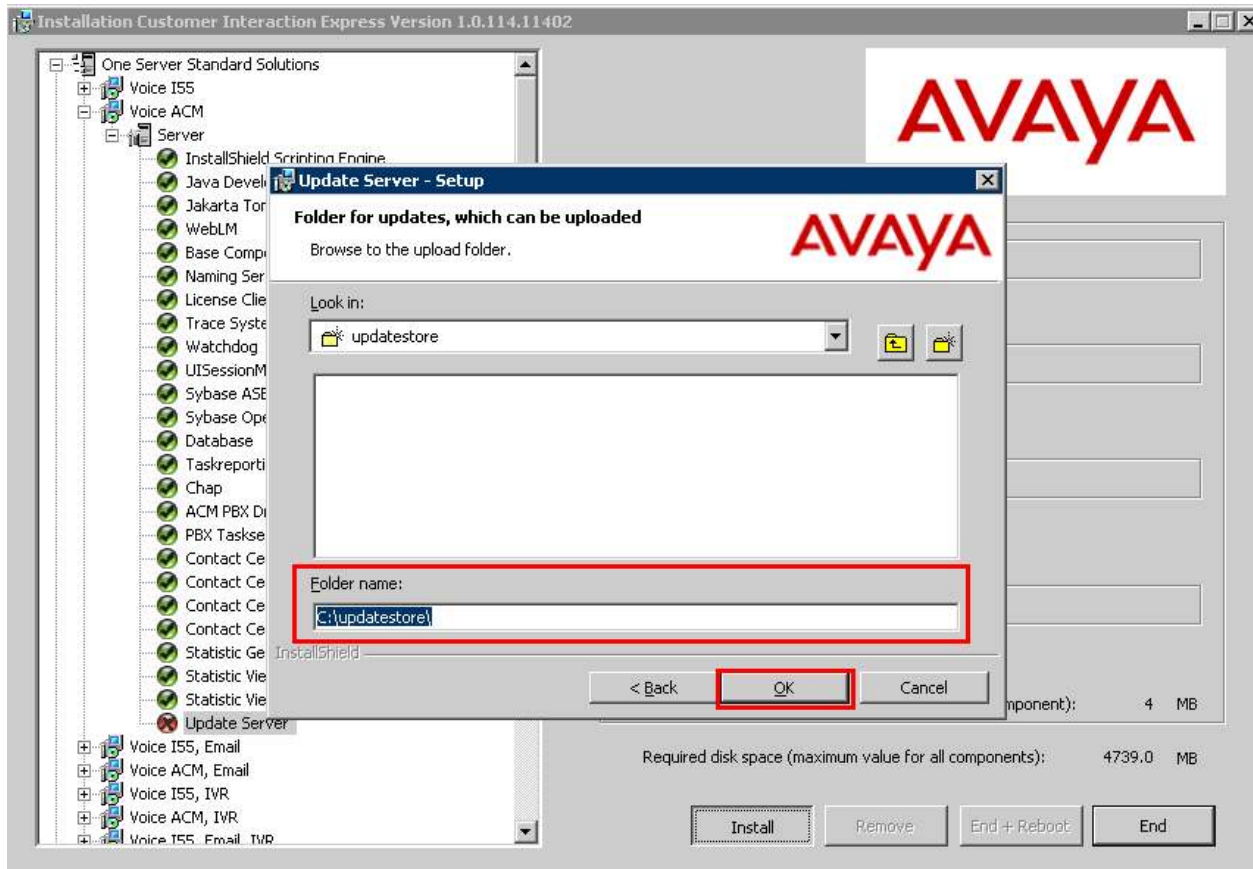 Installation Customer Interaction Express Version 1.0.114.11402
One Server Standard Solutions
Voice I55
Voice ACM
Server
InstallShield Scripting Engine
Java Devel
Jakarta Tor
WebLM
Base Comp
Naming Ser
License Clie
Trace Syste
Watchdog
UISessionM
Sybase ASE
Sybase Ope
Database
Taskreporti
Chap
ACM PBX Dr
PBX Taskse
Contact Ce
Contact Ce
Contact Ce
Contact Ce
Statistic Ge
Statistic Vie
Statistic Vie
Update Server
Voice I55, Email
Voice ACM, Email
Voice I55, IVR
Voice ACM, IVR
Voice I55, Email, IVR
AVAYA
Update Server - Setup
Folder for updates, which can be uploaded
Browse to the upload folder.
AVAYA
Look in:
updatestore
Folder name:
C:\updatestore\
InstallShield
< Back
OK
Cancel
mponent): 4 MB
Required disk space (maximum value for all components): 4739.0 MB
Install
Remove
End + Reboot
End